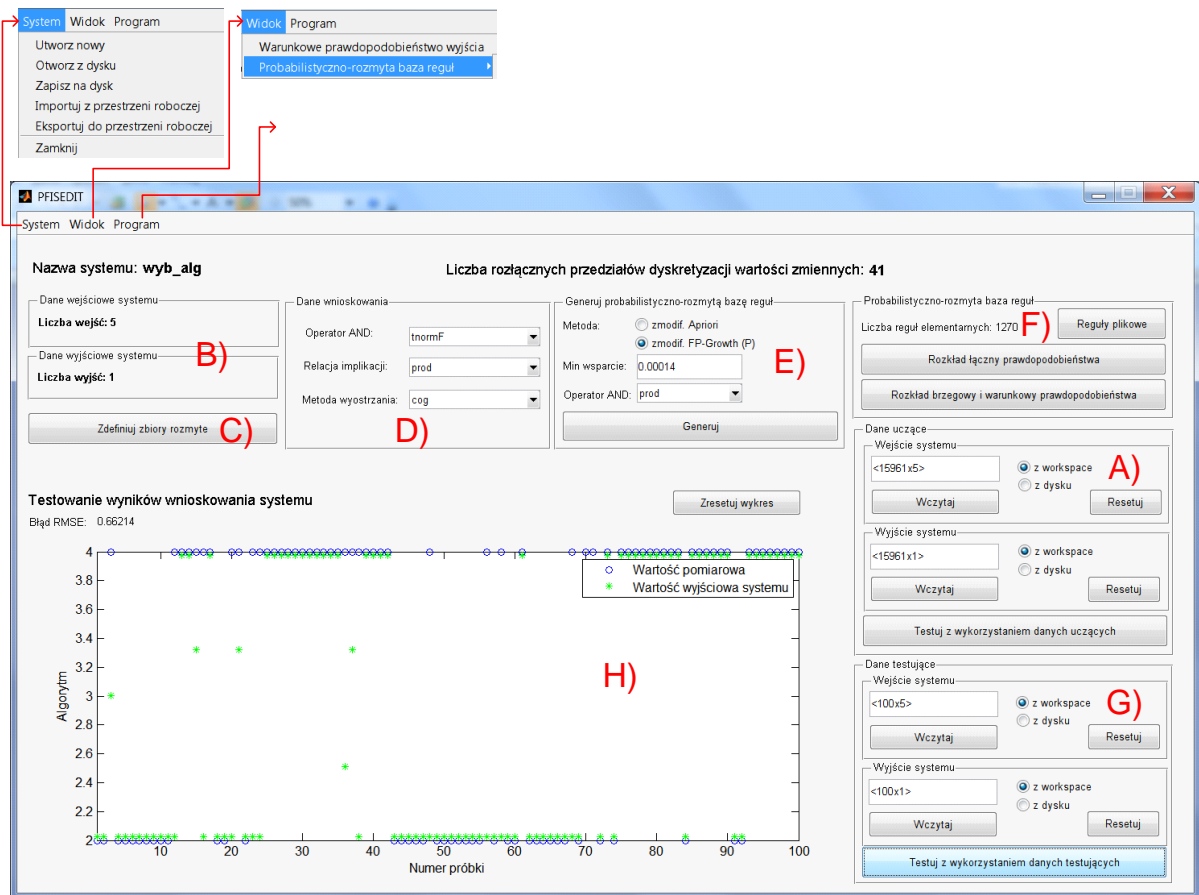 System Widok Program
Utworz nowy
Otworz z dysku
Zapisz na dysk
Importuj z przestrzeni roboczej
Eksportuj do przestrzeni roboczej
Zamknij
Widok Program
Warunkowe prawdopodobieństwo wyjścia
Probabilistyczno-rozmyta baza reguł
PFISEDIT
System Widok Program
Nazwa systemu: wyb_alg
Liczba rozłącznych przedziałów dyskretyzacji wartości zmiennych: 41
Dane wejściowe systemu
Liczba wejść: 5
Dane wyjściowe systemu
Liczba wyjść: 1
B)
Zdefiniuj zbiory rozmyte
C)
Dane wnioskowania
Operator AND: tnormF
Relacja implikacji: prod
Metoda wyostrzania: cog
D)
Generuj probabilistyczno-rozmytą bazę reguł
Metoda: zmodif. Apriori
zmodif. FP-Growth (P)
Min wsparcie: 0.00014
Operator AND: prod
E)
Generuj
Probabilistyczno-rozmyta baza reguł
Liczba reguł elementarnych: 1270
F)
Reguły plikowe
Rozkład łączny prawdopodobieństwa
Rozkład brzegowy i warunkowy prawdopodobieństwa
Dane uczące
Wejście systemu
<15961x5>
z workspace
z dysku
A)
Wczytaj
Resetuj
Wyjście systemu
<15961x1>
z workspace
z dysku
Wczytaj
Resetuj
Testuj z wykorzystaniem danych uczących
Dane testujące
Wejście systemu
<100x5>
z workspace
z dysku
G)
Wczytaj
Resetuj
Wyjście systemu
<100x1>
z workspace
z dysku
Wczytaj
Resetuj
Testuj z wykorzystaniem danych testujących
Testowanie wyników wnioskowania systemu
Błąd RMSE: 0.66214
Zresetuj wykres
Wartość pomiarowa
Wartość wyjściowa systemu
H)
Algorytm
4
3.8
3.6
3.4
3.2
3
2.8
2.6
2.4
2.2
2
10 20 30 40 50 60 70 80 90 100
Numer próbki